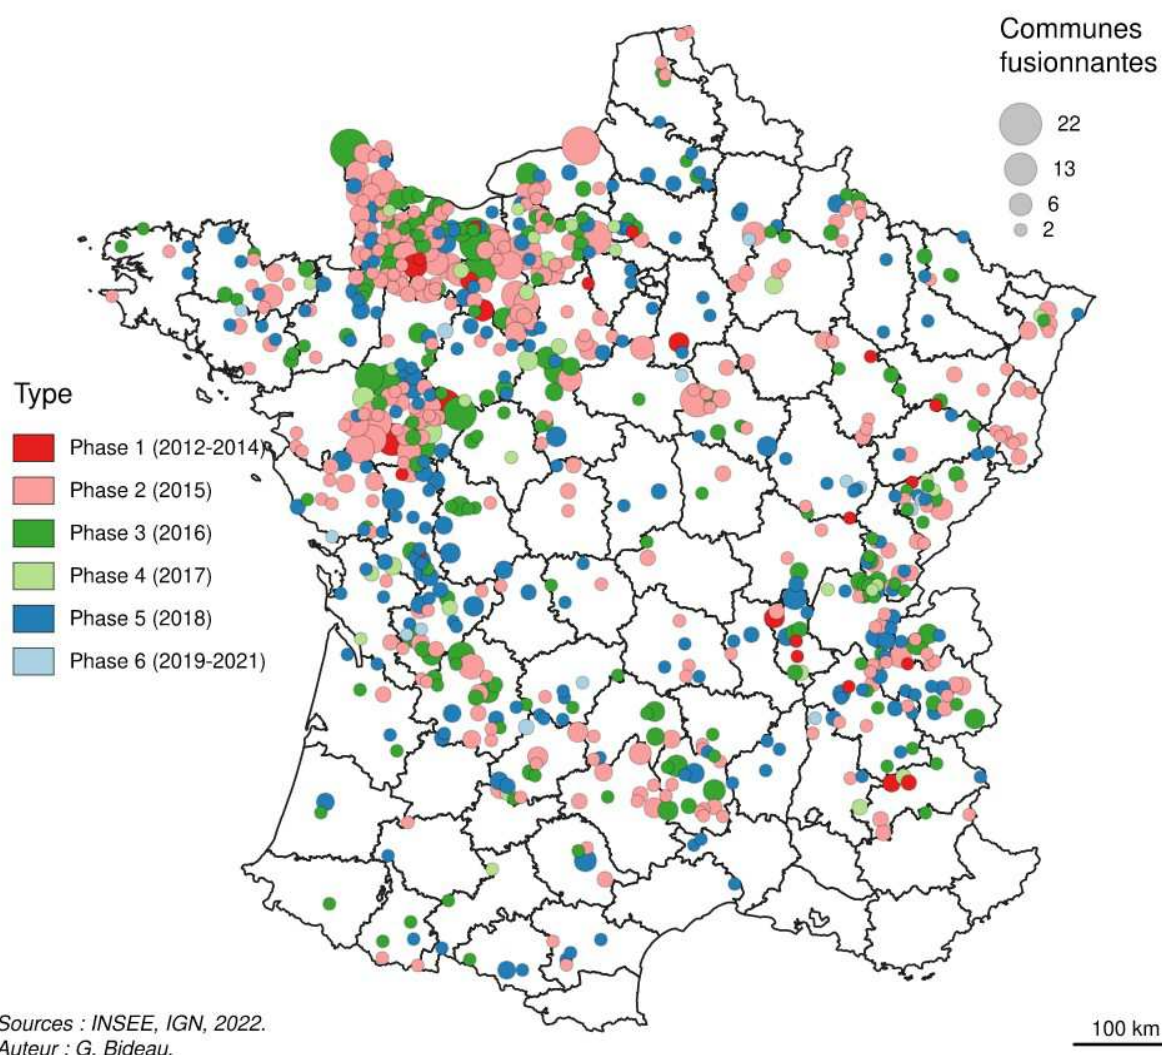 Communes
fusionnantes
22
13
6
2
Type
Phase 1 (2012-2014)
Phase 2 (2015)
Phase 3 (2016)
Phase 4 (2017)
Phase 5 (2018)
Phase 6 (2019-2021)
Sources : INSEE, IGN, 2022.
Auteur : G. Bideau.
100 km